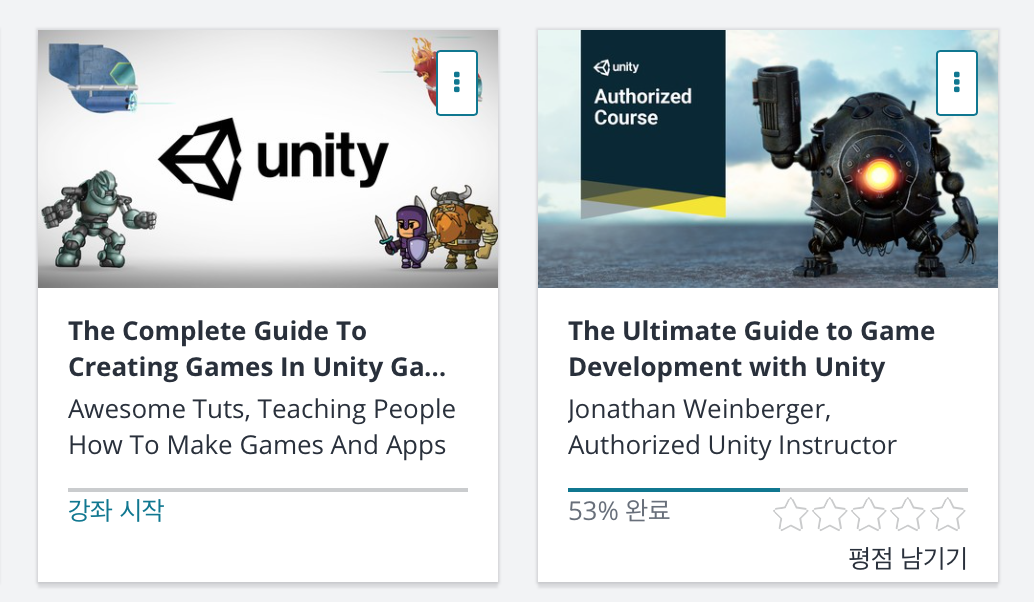 unity
The Complete Guide To
Creating Games In Unity Ga...
Awesome Tuts, Teaching People
How To Make Games And Apps
강좌 시작
unity
Authorized
Course
The Ultimate Guide to Game
Development with Unity
Jonathan Weinberger,
Authorized Unity Instructor
53% 완료
평점 남기기